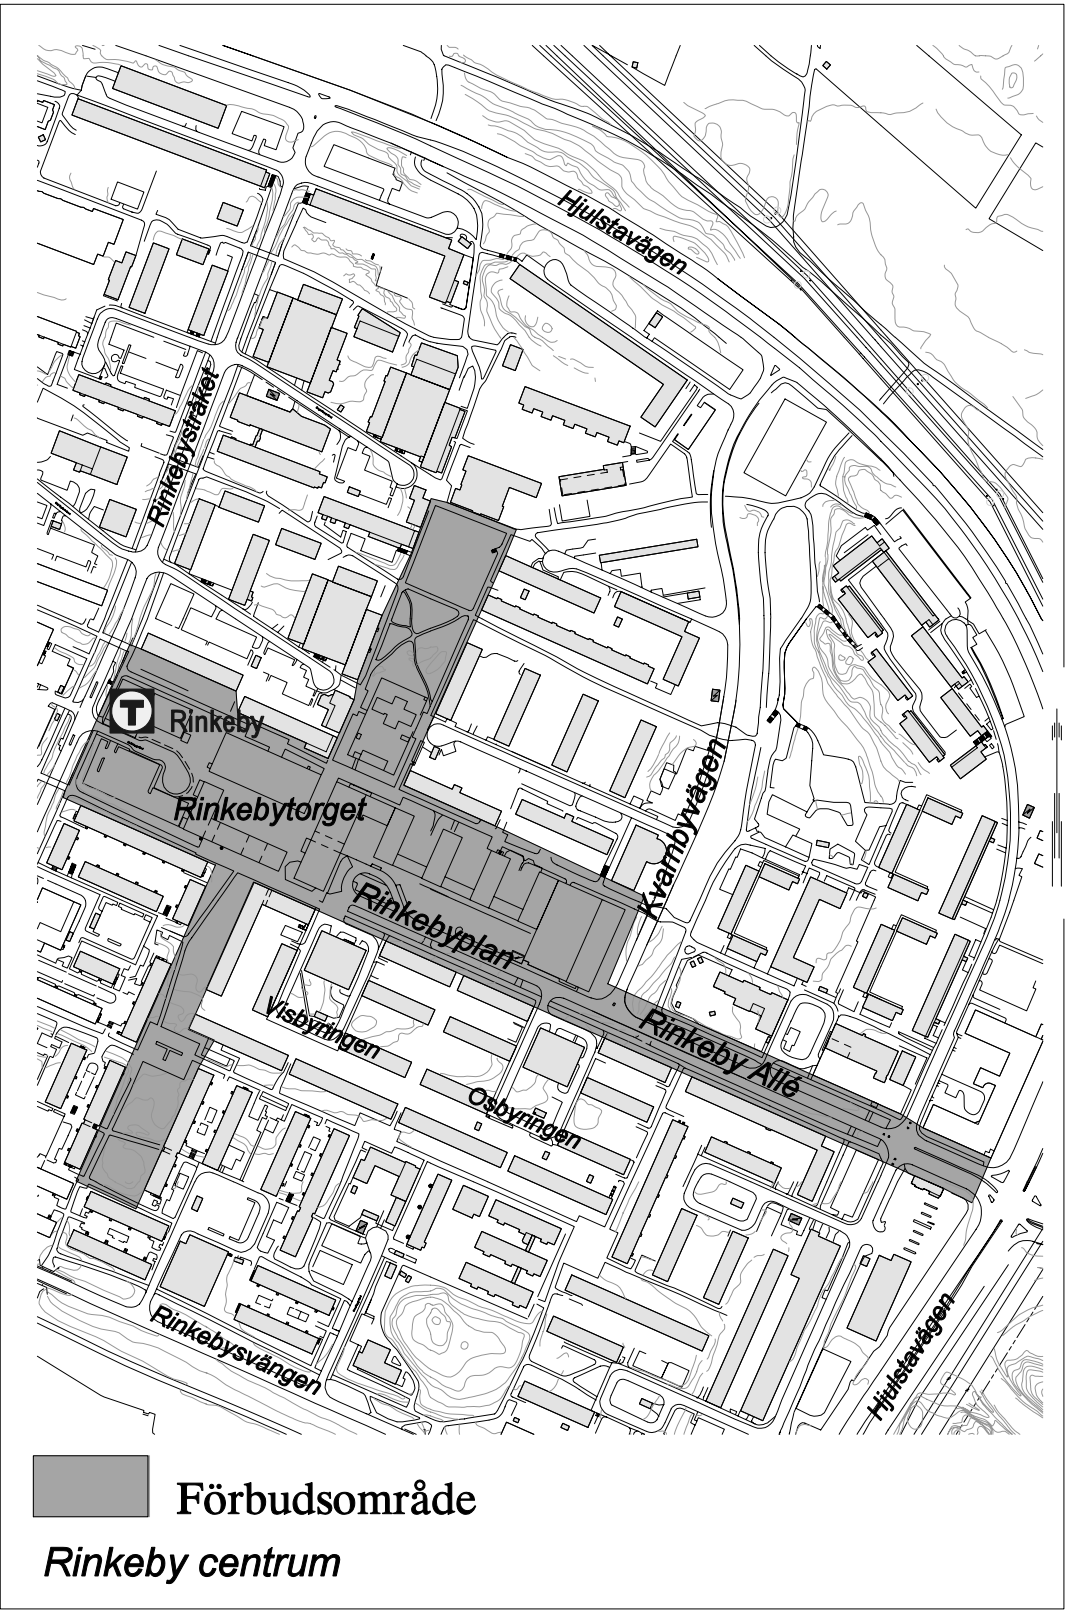 Hjulstavägen
Rinkebystråket
T Rinkeby
Rinkebytorget
Kvarnbyvägen
Rinkebyplan
Visbyringen
Rinkeby Allé
Osbyringen
Rinkebysvängen
Hjulstavägen
Förbudsområde
Rinkeby centrum